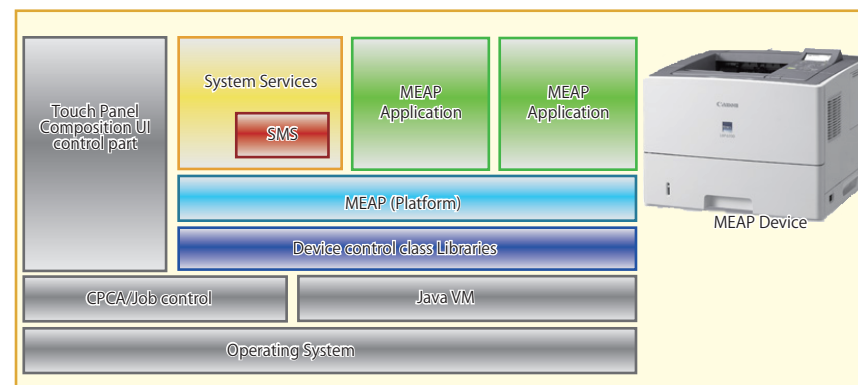 Touch Panel
Composition UI
control part
System Services
SMS
MEAP
Application
MEAP
Application
MEAP (Platform)
Device control class Libraries
CPCA/Job control
Java VM
Operating System
Canon
MEAP Device